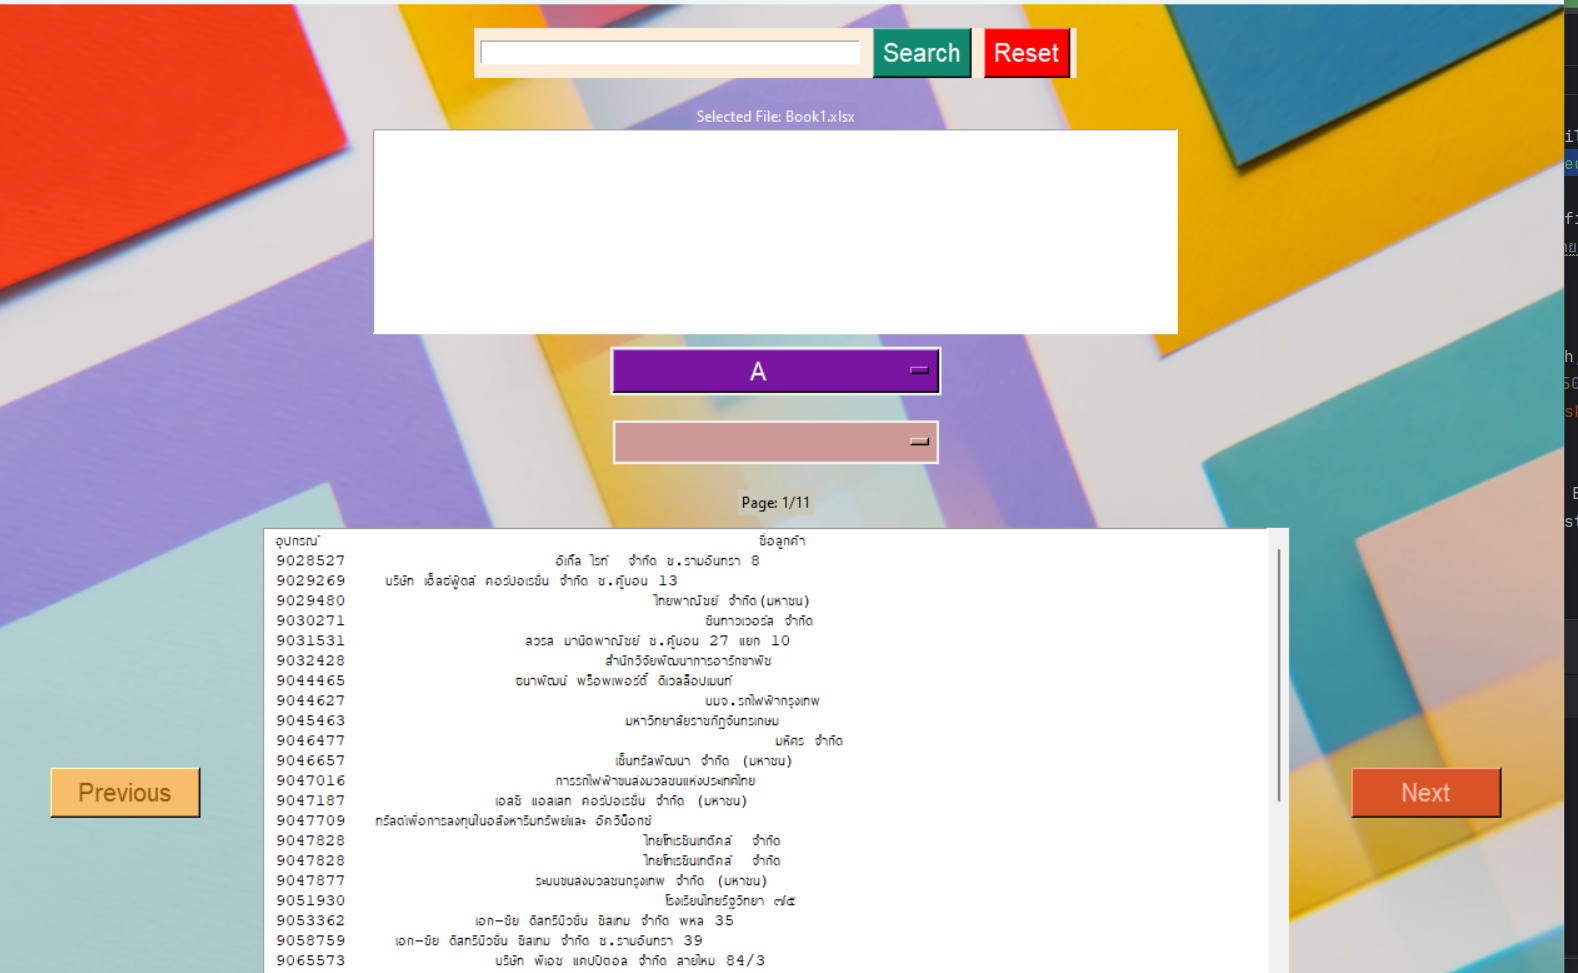 Search Reset
Selected File: Book1.xlsx
A
Page: 1/11
อุปกรณ์ ชื่อลูกค้า
9028527 อีเกิ้ล ไรท์ จำกัด ซ.รามอินทรา 8
9029269 บริษัท เอ็ลซ่ฟู้ดส์ คอร์ปอเรชั่น จำกัด ซ.คู้บอน 13
9029480 ไทยพาณิชย์ จำกัด(มหาชน)
9030271 ซันทาวเวอร์ส จำกัด
9031531 ลวรส มานิตพาณิชย์ ซ.คู้บอน 27 แยก 10
9032428 สำนักวิจัยพัฒนาการอารักขาพืช
9044465 ธนาพัฒน์ พร็อพเพอร์ตี้ ดีเวลล็อปเมนท์
9044627 บมจ.รถไฟฟ้ากรุงเทพ
9045463 มหาวิทยาลัยราชภัฏจันทรเกษม
9046477 มหิศร จำกัด
9046657 เซ็นทรัลพัฒนา จำกัด (มหาชน)
9047016 การรถไฟฟ้าขนส่งมวลชนแห่งประเทศไทย
9047187 เอสซี แอสเสท คอร์ปอเรชั่น จำกัด (มหาชน)
9047709 ทรัสต์เพื่อการลงทุนในอสังหาริมทรัพย์และ อัควีน็อกซ์
9047828 ไทยโทเรซินเทติคส์ จำกัด
9047828 ไทยโทเรซินเทติคส์ จำกัด
9047877 ระบบขนส่งมวลชนกรุงเทพ จำกัด (มหาชน)
9051930 โรงเรียนไทยรัฐวิทยา ๗๕
9053362 เอก-ชัย ดีสทริบิวชั่น ซิสเทม จำกัด พหล 35
9058759 เอก-ชัย ดีสทริบิวชั่น ซิสเทม จำกัด ซ.รามอินทรา 39
9065573 บริษัท พีเอช แคปปิตอล จำกัด สายไหม 84/3
Previous
Next